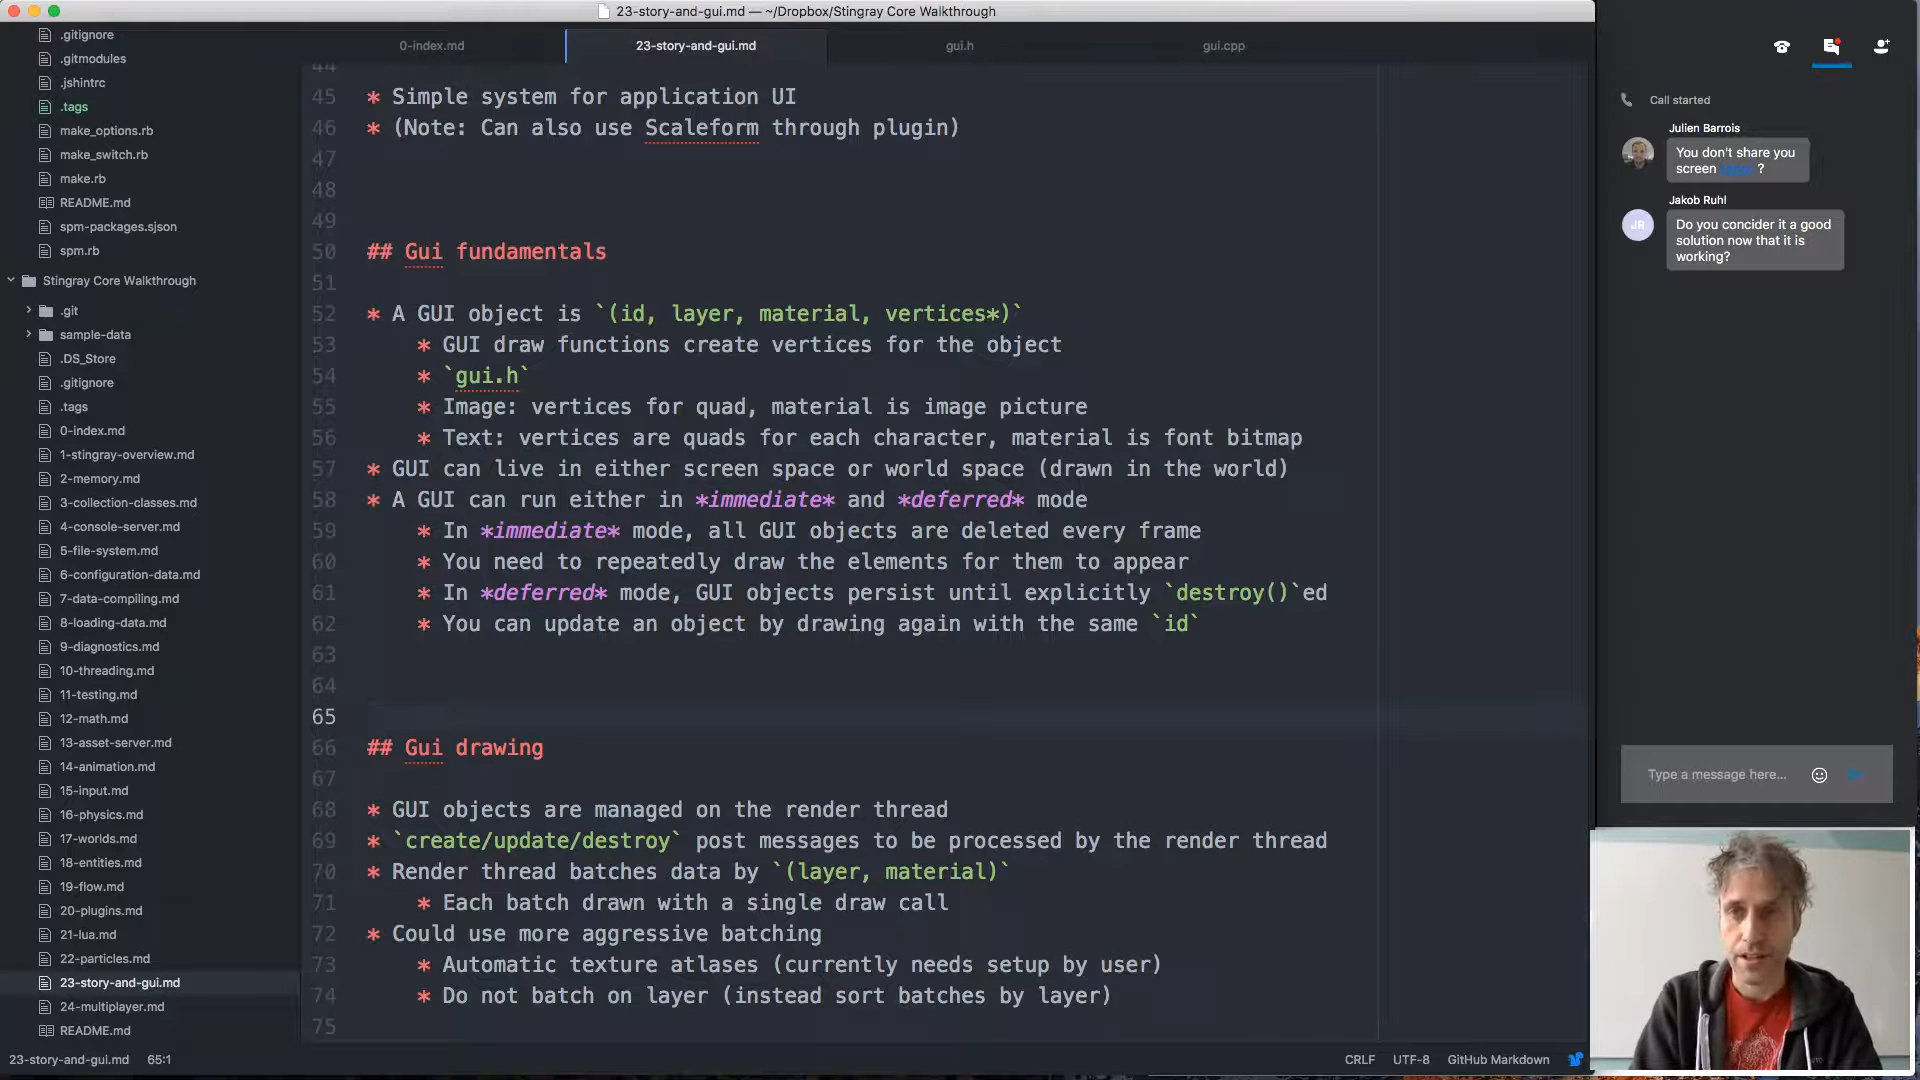 23-story-and-gui.md — ~/Dropbox/Stingray Core Walkthrough
.gitignore
.gitmodules
.jshintrc
.tags
make_options.rb
make_switch.rb
make.rb
README.md
spm-packages.sjson
spm.rb
Stingray Core Walkthrough
.git
sample-data
.DS_Store
.gitignore
.tags
0-index.md
1-stingray-overview.md
2-memory.md
3-collection-classes.md
4-console-server.md
5-file-system.md
6-configuration-data.md
7-data-compiling.md
8-loading-data.md
9-diagnostics.md
10-threading.md
11-testing.md
12-math.md
13-asset-server.md
14-animation.md
15-input.md
16-physics.md
17-worlds.md
18-entities.md
19-flow.md
20-plugins.md
21-lua.md
22-particles.md
23-story-and-gui.md
24-multiplayer.md
README.md
0-index.md 23-story-and-gui.md gui.h gui.cpp
44
45 * Simple system for application UI
46 * (Note: Can also use Scaleform through plugin)
47
48
49
50 ## Gui fundamentals
51
52 * A GUI object is `(id, layer, material, vertices*)`
53 * GUI draw functions create vertices for the object
54 * `gui.h`
55 * Image: vertices for quad, material is image picture
56 * Text: vertices are quads for each character, material is font bitmap
57 * GUI can live in either screen space or world space (drawn in the world)
58 * A GUI can run either in *immediate* and *deferred* mode
59 * In *immediate* mode, all GUI objects are deleted every frame
60 * You need to repeatedly draw the elements for them to appear
61 * In *deferred* mode, GUI objects persist until explicitly `destroy()`ed
62 * You can update an object by drawing again with the same `id`
63
64
65
66 ## Gui drawing
67
68 * GUI objects are managed on the render thread
69 * `create/update/destroy` post messages to be processed by the render thread
70 * Render thread batches data by `(layer, material)`
71 * Each batch drawn with a single draw call
72 * Could use more aggressive batching
73 * Automatic texture atlases (currently needs setup by user)
74 * Do not batch on layer (instead sort batches by layer)
75
23-story-and-gui.md 65:1
CRLF UTF-8 GitHub Markdown
Call started
Julien Barrois
You don't share you
screen ?
Jakob Ruhl
JR
Do you concider it a good
solution now that it is
working?
Type a message here...